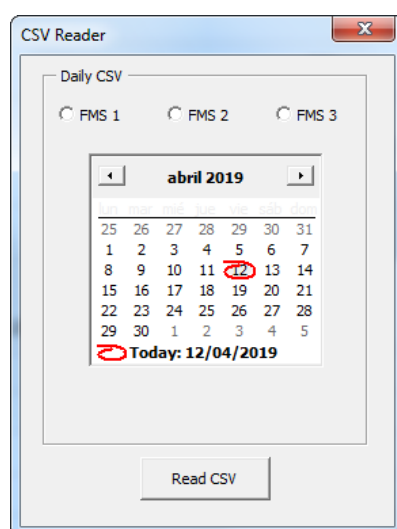 CSV Reader
Daily CSV
FMS 1 FMS 2 FMS 3
abril 2019
lun mar mié jue vie sáb dom
25 26 27 28 29 30 31
1 2 3 4 5 6 7
8 9 10 11 12 13 14
15 16 17 18 19 20 21
22 23 24 25 26 27 28
29 30 1 2 3 4 5
Today: 12/04/2019
Read CSV